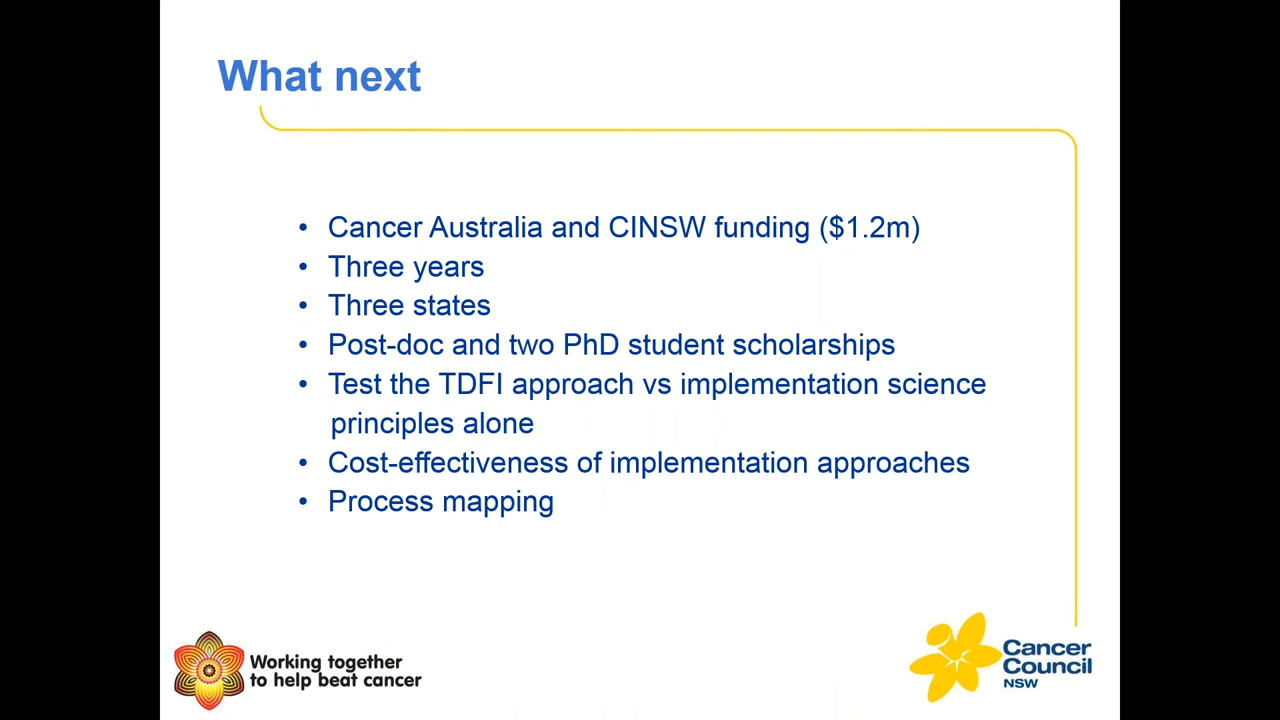 What next
• Cancer Australia and CINSW funding ($1.2m)
• Three years
• Three states
• Post-doc and two PhD student scholarships
• Test the TDFI approach vs implementation science
principles alone
• Cost-effectiveness of implementation approaches
• Process mapping
Working together
to help beat cancer
Cancer
Council
NSW